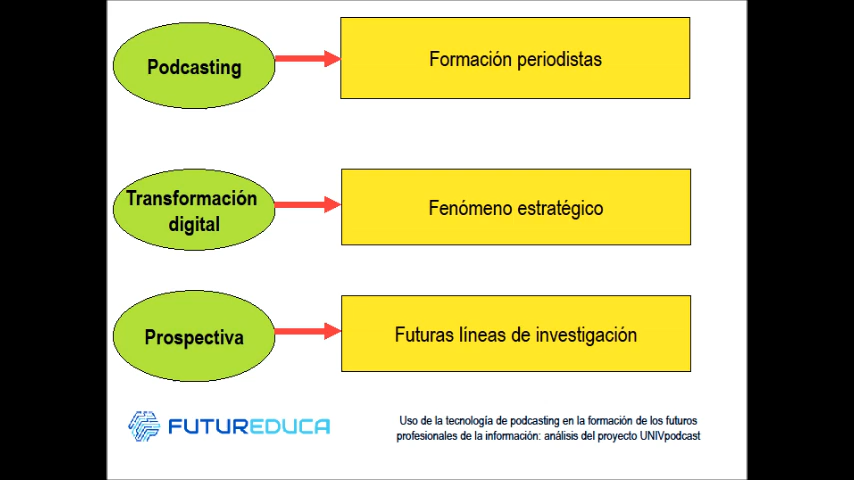 Podcasting
Formación periodistas
Transformación
digital
Fenómeno estratégico
Prospectiva
Futuras líneas de investigación
FUTUREDUCA
Uso de la tecnología de podcasting en la formación de los futuros
profesionales de la información: análisis del proyecto UNIVpodcast